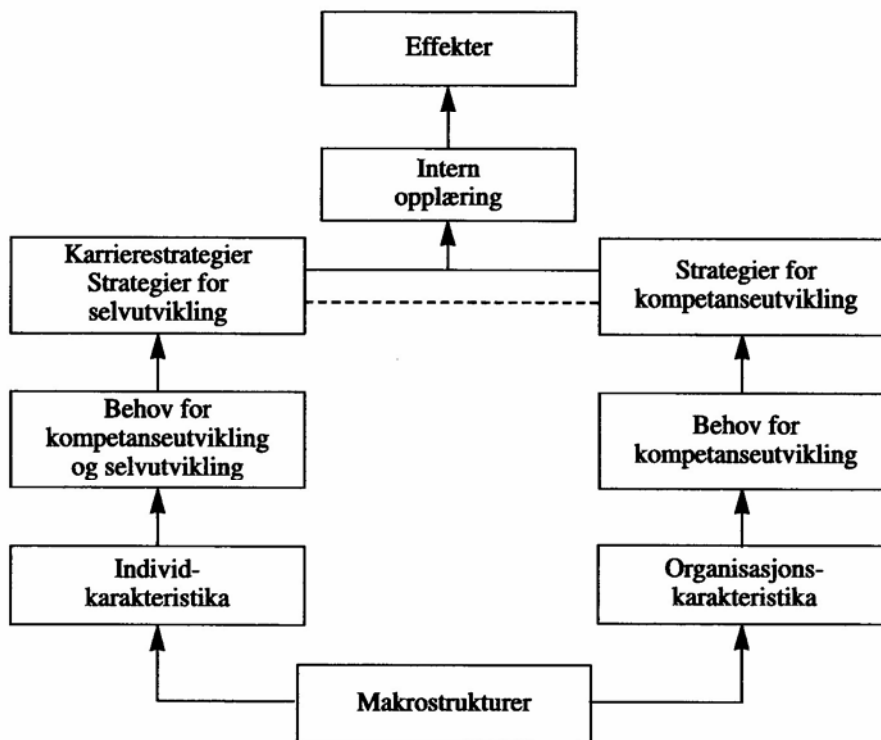 Effekter
Intern
opplæring
Karrierestrategier
Strategier for
selvutvikling
Strategier for
kompetanseutvikling
Behov for
kompetanseutvikling
og selvutvikling
Behov for
kompetanseutvikling
Individ-
karakteristika
Organisasjons-
karakteristika
Makrostrukturer